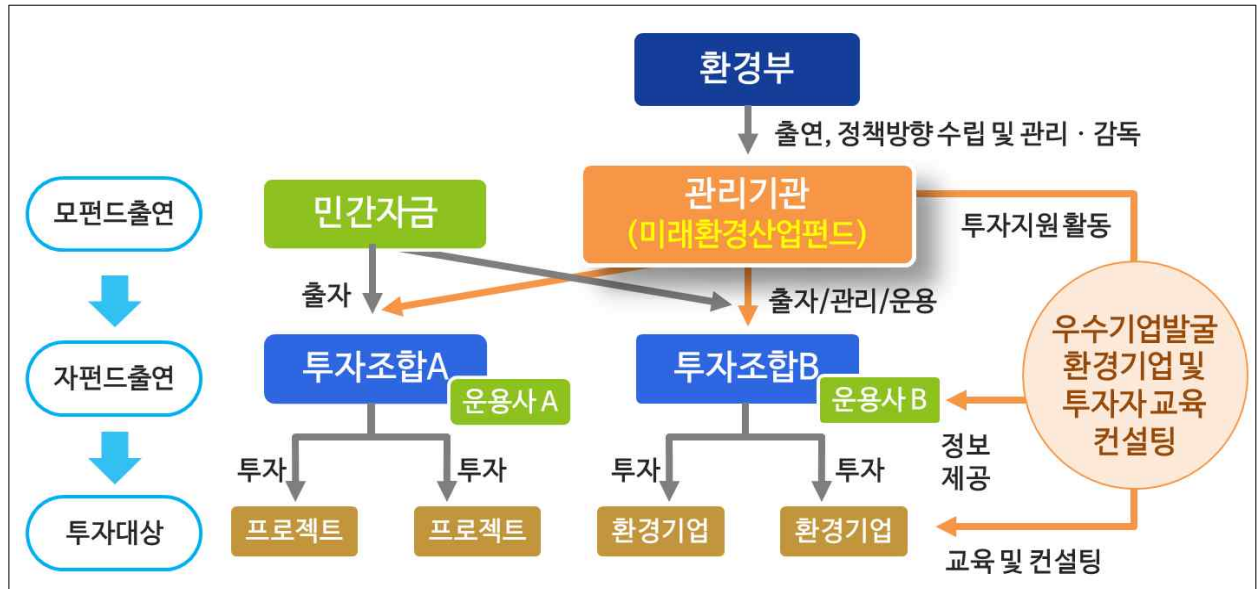 환경부
출연, 정책방향 수립 및 관리 · 감독
모펀드출연
민간자금
관리기관
(미래환경산업펀드)
투자지원 활동
출자
출자/관리/운용
우수기업발굴
환경기업 및
투자자 교육
컨설팅
자펀드출연
투자조합A
운용사 A
투자조합B
운용사 B
정보
제공
투자
투자
투자
투자
투자대상
프로젝트
프로젝트
환경기업
환경기업
교육 및 컨설팅